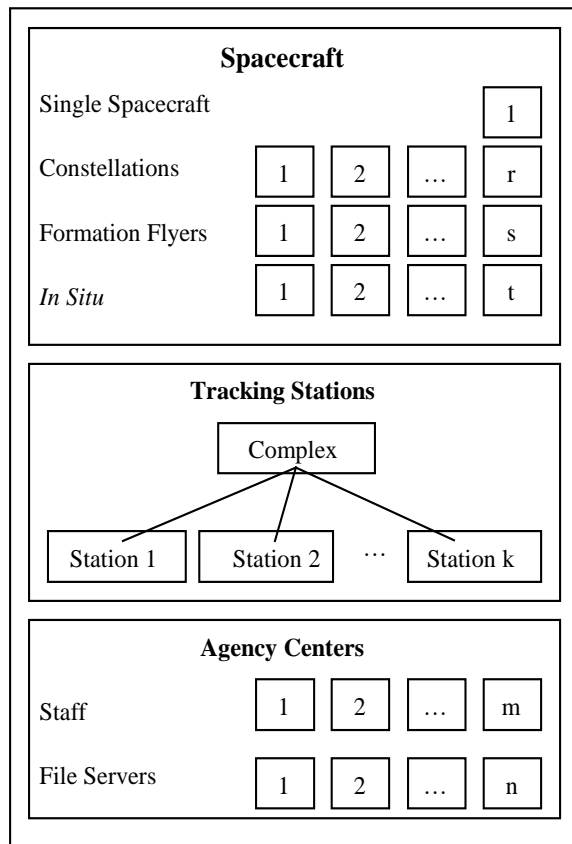 Spacecraft
Single Spacecraft 1
Constellations 1 2 … r
Formation Flyers 1 2 … s
In Situ 1 2 … t
Tracking Stations
Complex
Station 1 Station 2 … Station k
Agency Centers
Staff 1 2 … m
File Servers 1 2 … n